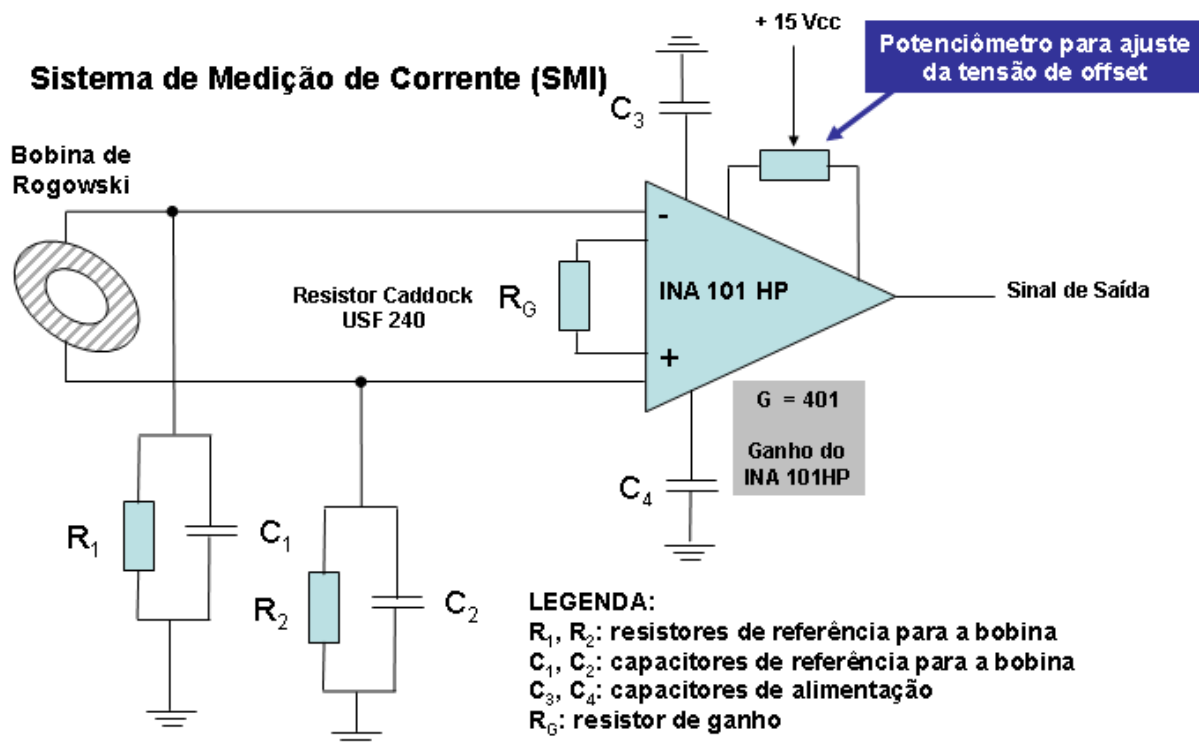 + 15 Vcc
Potenciômetro para ajuste
da tensão de offset
Sistema de Medição de Corrente (SMI)
C3
Bobina de
Rogowski
-
Resistor Caddock
USF 240
RG
INA 101 HP
Sinal de Saída
+
G = 401
Ganho do
INA 101HP
C4
R1
C1
R2
C2
LEGENDA:
R1, R2: resistores de referência para a bobina
C1, C2: capacitores de referência para a bobina
C3, C4: capacitores de alimentação
RG: resistor de ganho